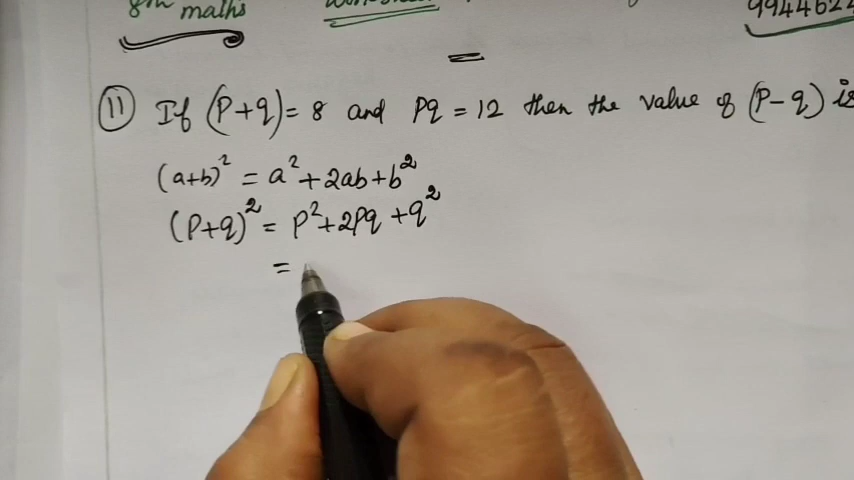 8th maths
9944624
(11) If (P+q) = 8 and Pq = 12 then the value of (P-q) is
(a+b)² = a² + 2ab + b²
(P+q)² = P² + 2Pq + q²
=